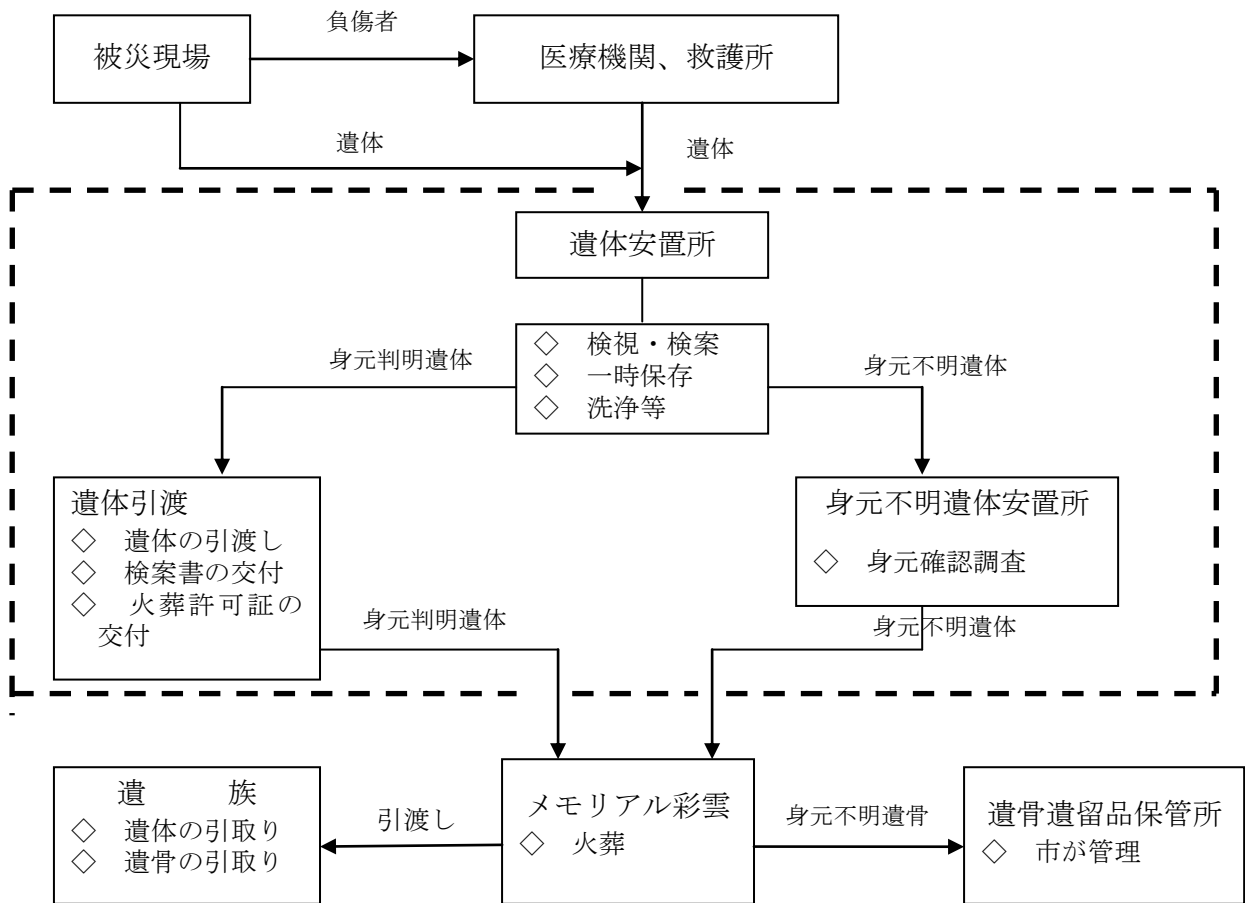 負傷者
被災現場
医療機関、救護所
遺体
遺体
遺体安置所
◇ 検視・検案
◇ 一時保存
◇ 洗浄等
身元判明遺体
身元不明遺体
遺体引渡
◇ 遺体の引渡し
◇ 検案書の交付
◇ 火葬許可証の
交付
身元不明遺体安置所
◇ 身元確認調査
身元判明遺体
身元不明遺体
遺 族
◇ 遺体の引取り
◇ 遺骨の引取り
引渡し
メモリアル彩雲
◇ 火葬
身元不明遺骨
遺骨遺留品保管所
◇ 市が管理